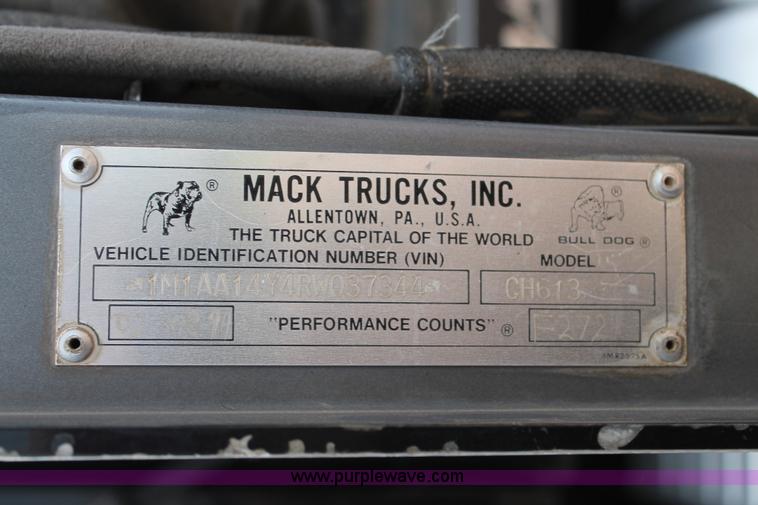 MACK TRUCKS, INC.
ALLENTOWN, PA., U.S.A.
THE TRUCK CAPITAL OF THE WORLD
BULL DOG ®
VEHICLE IDENTIFICATION NUMBER (VIN)
MODEL
1M1AA14Y4RW037344
CH613
"PERFORMANCE COUNTS" ®
www.purplewave.com